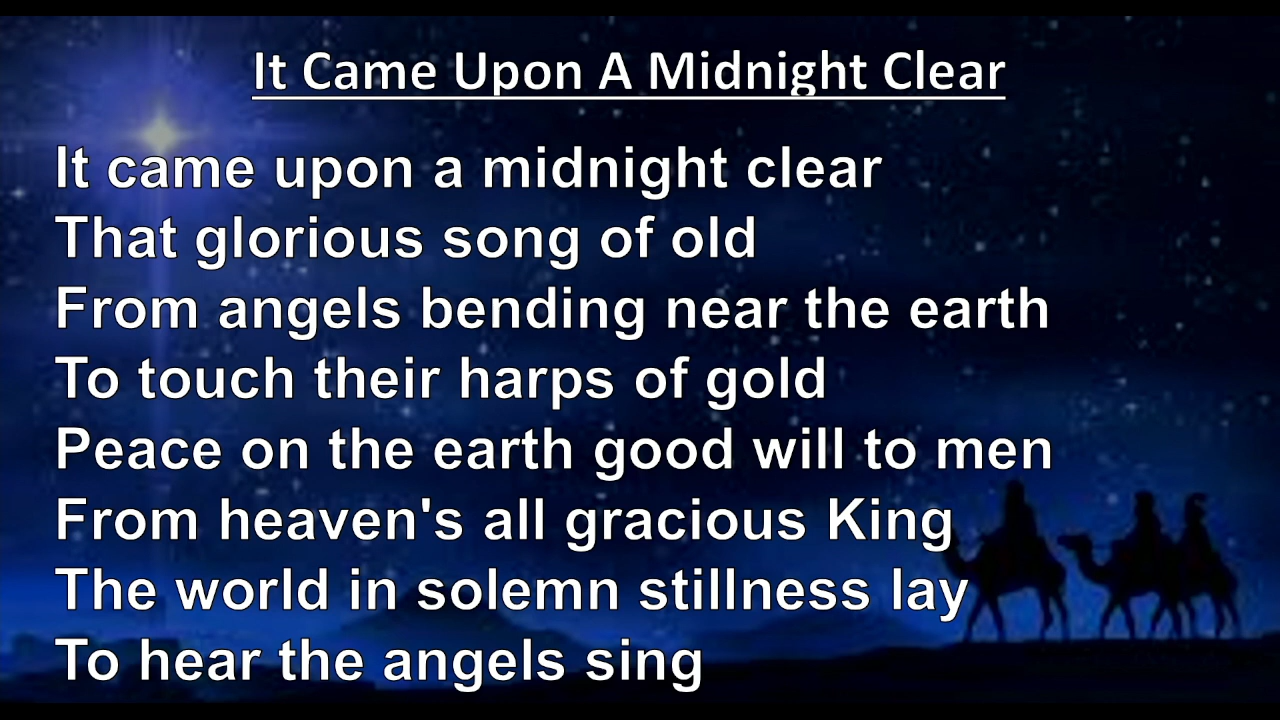 It Came Upon A Midnight Clear
It came upon a midnight clear
That glorious song of old
From angels bending near the earth
To touch their harps of gold
Peace on the earth good will to men
From heaven's all gracious King
The world in solemn stillness lay
To hear the angels sing